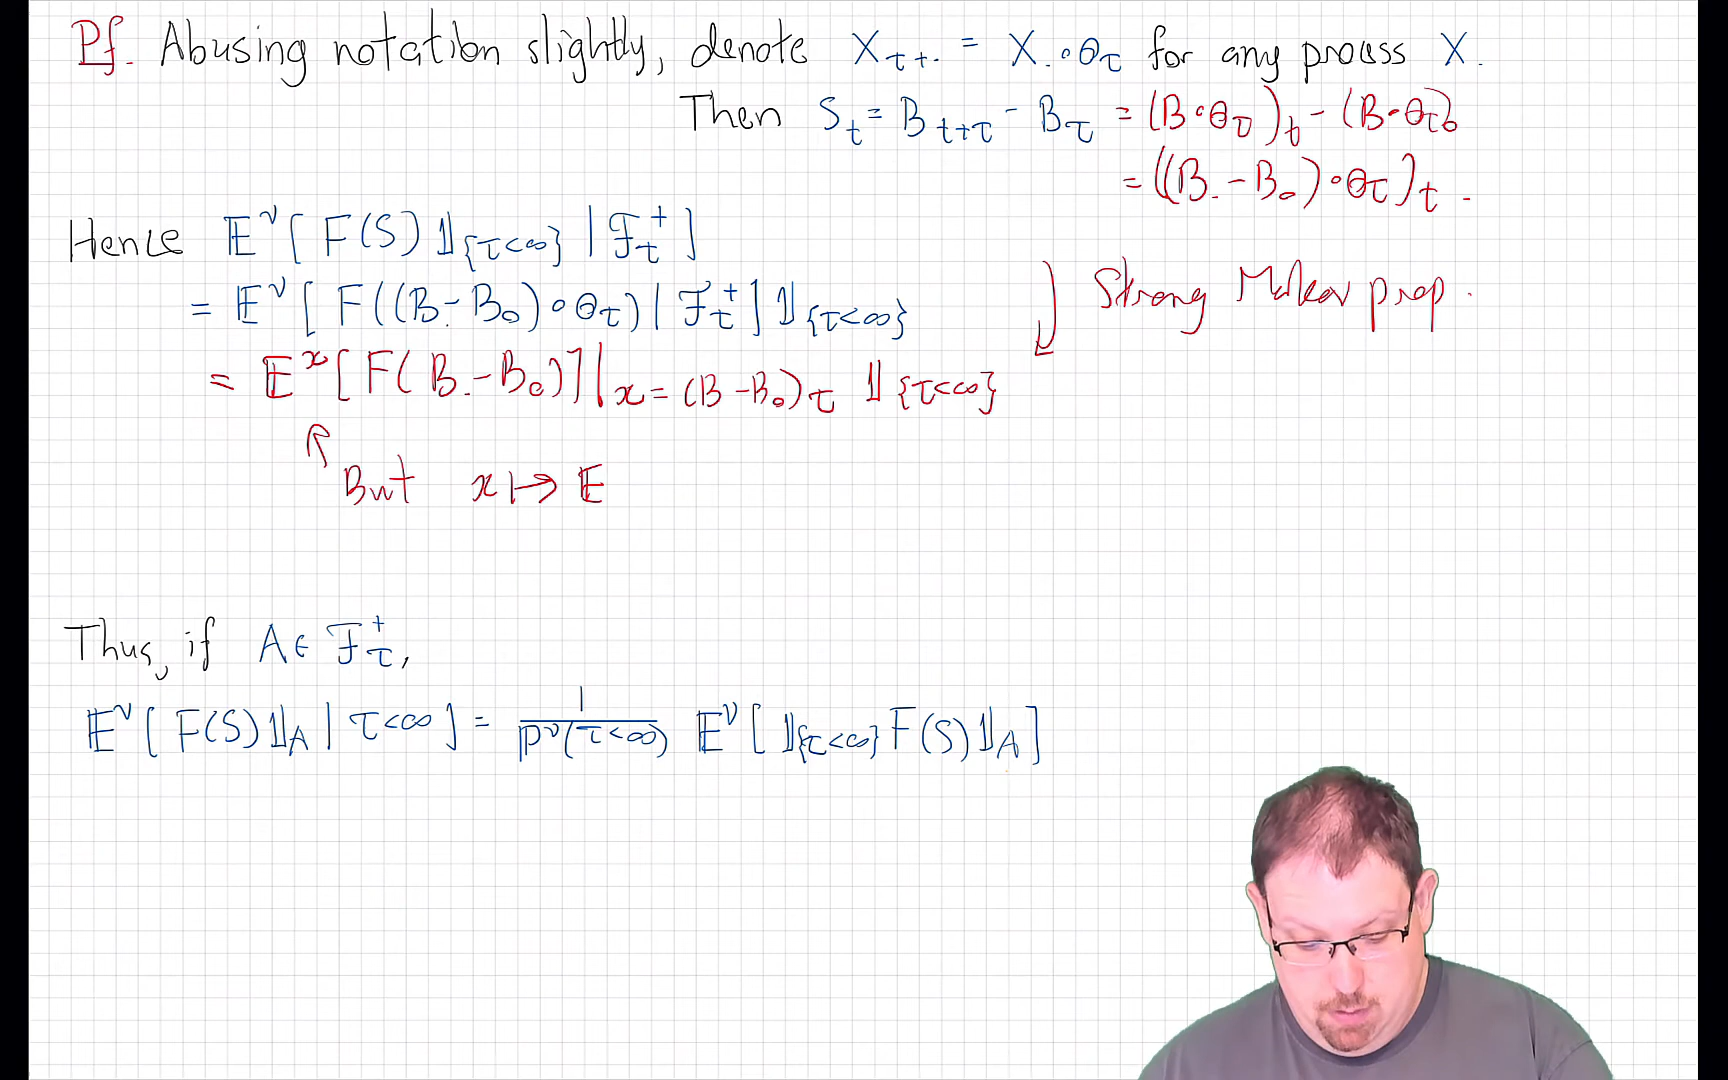 Pf. Abusing notation slightly, denote X_{τ+·} = X_· ∘ θ_τ for any process X.
Then S_t = B_{t+τ} - B_τ = (B∘θ_τ)_t - (B∘θ_τ)_0
= ((B_· - B_0)∘θ_τ)_t.
Hence 𝔼^ν[F(S) 𝟙_{τ<∞} | ℱ_τ^+]
= 𝔼^ν[F((B_· - B_0)∘θ_τ) | ℱ_τ^+] 𝟙_{τ<∞}
Strong Markov prop.
= 𝔼^x[F(B_· - B_0)]|_{x=(B-B_0)_τ} 𝟙_{τ<∞}
But x ↦ 𝔼
Thus, if A ∈ ℱ_τ^+,
𝔼^ν[F(S) 𝟙_A | τ<∞] = 1/ℙ^ν(τ<∞) 𝔼^ν[𝟙_{τ<∞} F(S) 𝟙_A]